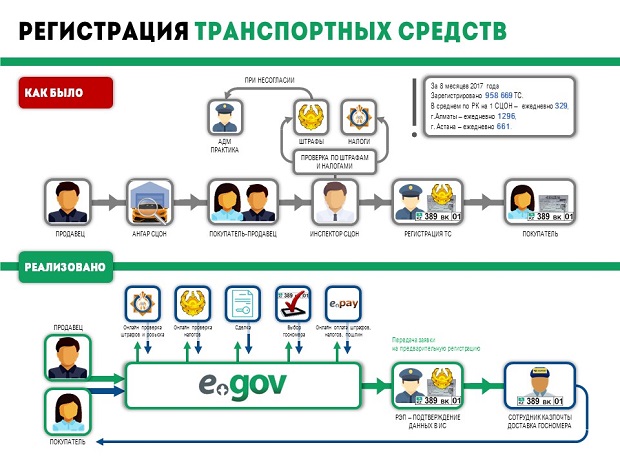 РЕГИСТРАЦИЯ ТРАНСПОРТНЫХ СРЕДСТВ
КАК БЫЛО
ПРИ НЕСОГЛАСИИ
За 8 месяцев 2017 года
Зарегистрировано 958 669 ТС.
В среднем по РК на 1 СЦОН – ежедневно 329,
г.Алматы – ежедневно 1296,
г. Астана – ежедневно 661.
АДМ
ПРАКТИКА
ШТРАФЫ
НАЛОГИ
ПРОВЕРКА ПО ШТРАФАМ
И НАЛОГАМИ
389 вк 01
389 вк 01
ПРОДАВЕЦ
АНГАР СЦОН
ПОКУПАТЕЛЬ-ПРОДАВЕЦ
ИНСПЕКТОР СЦОН
РЕГИСТРАЦИЯ ТС
ПОКУПАТЕЛЬ
РЕАЛИЗОВАНО
389 01
pay
ПРОДАВЕЦ
Онлайн проверка
штрафов и розыска
Онлайн проверка
налогов
Сделка
Выбор
госномера
Онлайн оплата штрафов,
налогов, пошлин
Передача заявки
на предварительную регистрацию
e gov
389 вк 01
389 вк 01
ПОКУПАТЕЛЬ
РЭП – ПОДТВЕРЖДЕНИЕ
ДАННЫХ В ИС
СОТРУДНИК КАЗПОЧТЫ
ДОСТАВКА ГОСНОМЕРА